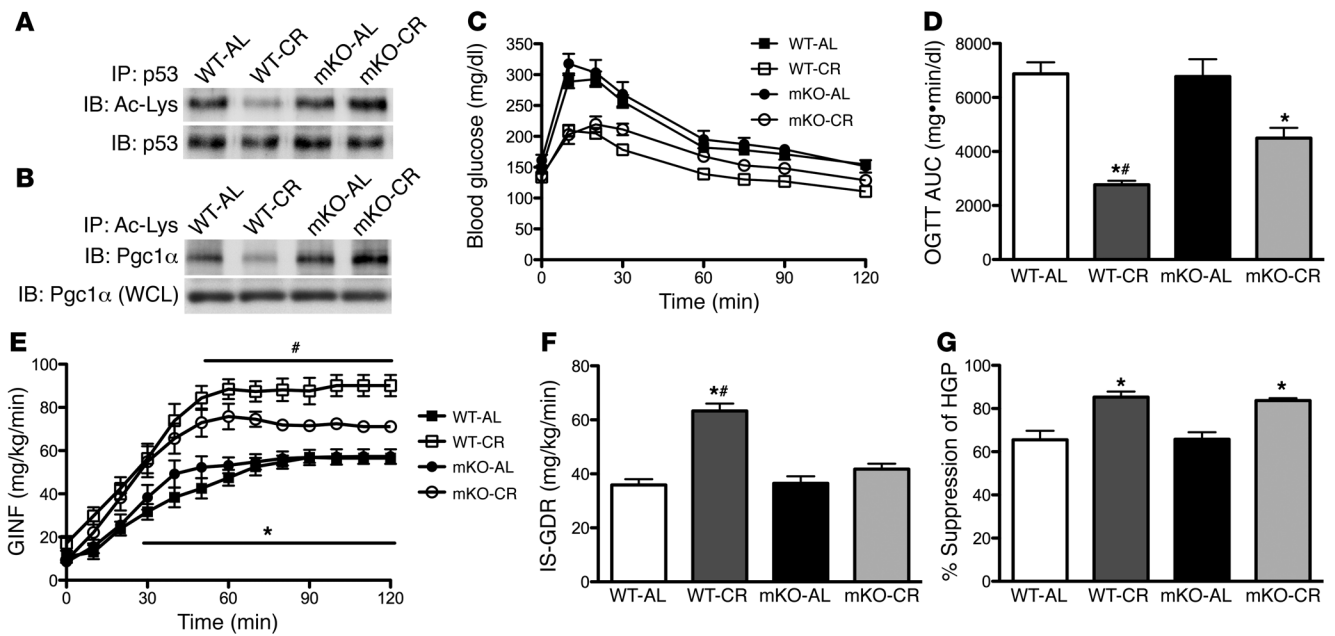 A
WT-AL WT-CR mKO-AL mKO-CR
IP: p53
IB: Ac-Lys
IB: p53
B
WT-AL WT-CR mKO-AL mKO-CR
IP: Ac-Lys
IB: Pgc1α
IB: Pgc1α (WCL)
C
Blood glucose (mg/dl)
350
300
250
200
150
100
50
0
0 30 60 90 120
Time (min)
WT-AL
WT-CR
mKO-AL
mKO-CR
D
OGTT AUC (mg•min/dl)
8000
6000
4000
2000
0
*#
*
WT-AL WT-CR mKO-AL mKO-CR
E
GINF (mg/kg/min)
100
80
60
40
20
0
#
*
0 30 60 90 120
Time (min)
WT-AL
WT-CR
mKO-AL
mKO-CR
F
IS-GDR (mg/kg/min)
80
60
40
20
0
*#
WT-AL WT-CR mKO-AL mKO-CR
G
% Suppression of HGP
100
80
60
40
20
0
*
*
WT-AL WT-CR mKO-AL mKO-CR